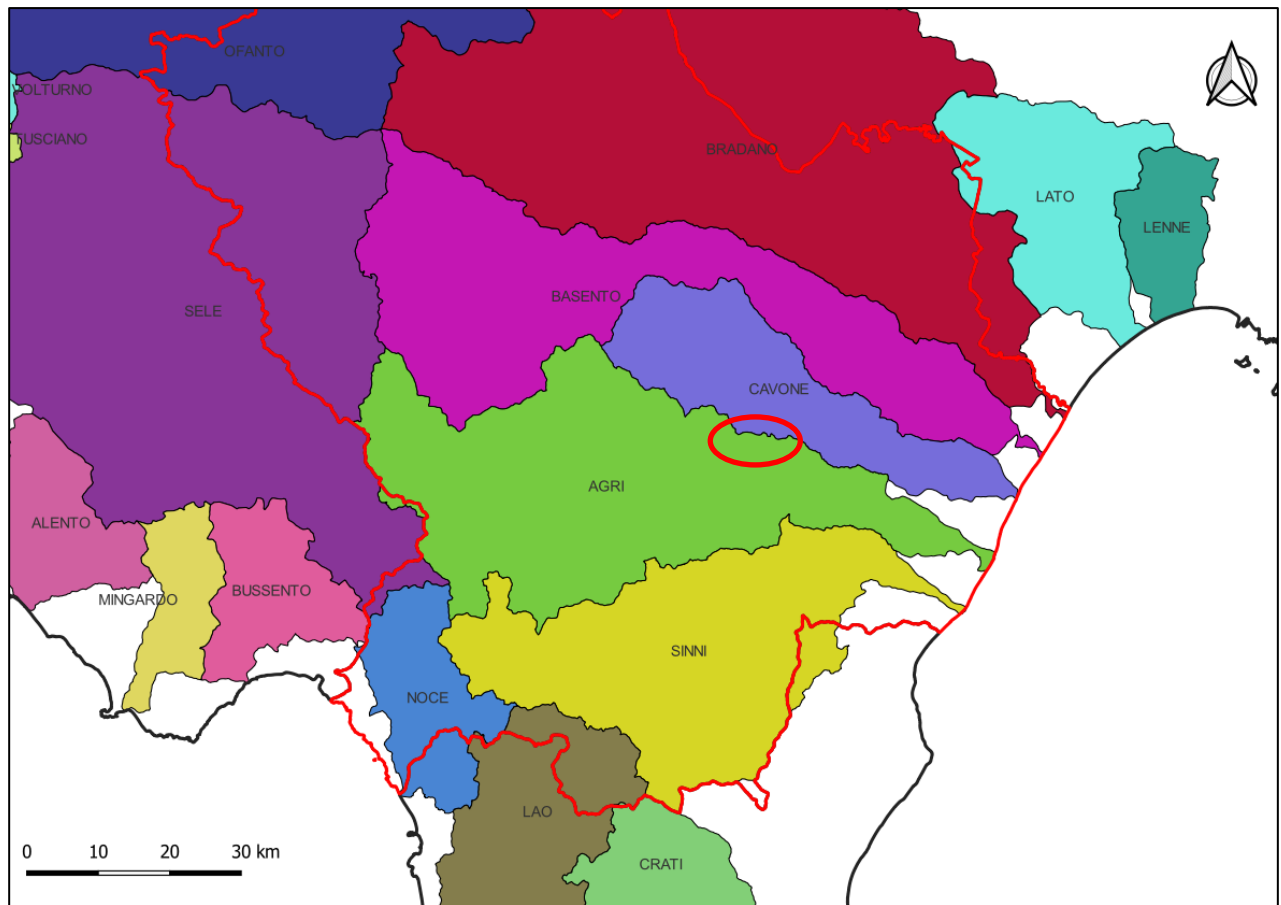 OFANTO
OLTURNO
FUSCIANO
BRADANO
LATO
LENNE
BASENTO
SELE
CAVONE
AGRI
ALENTO
MINGARDO
BUSSENTO
SINNI
NOCE
LAO
CRATI
0 10 20 30 km